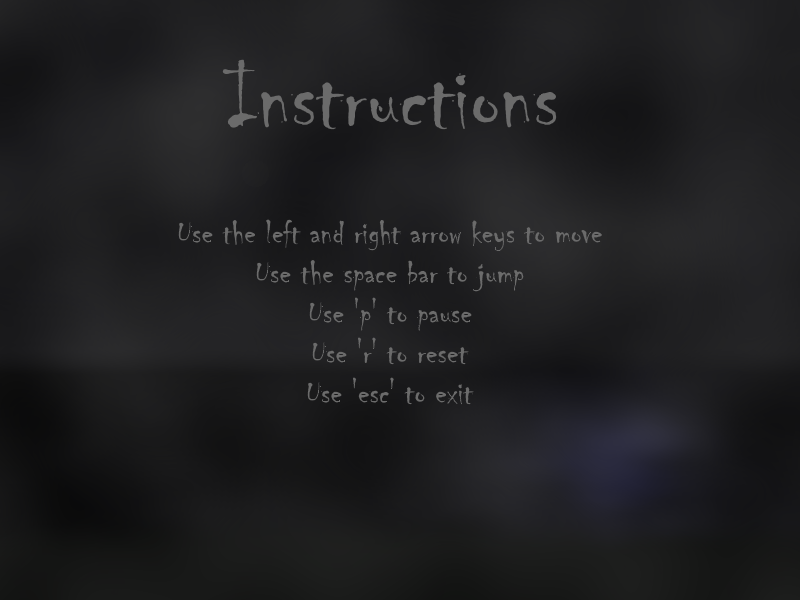 Instructions
Use the left and right arrow keys to move
Use the space bar to jump
Use 'p' to pause
Use 'r' to reset
Use 'esc' to exit